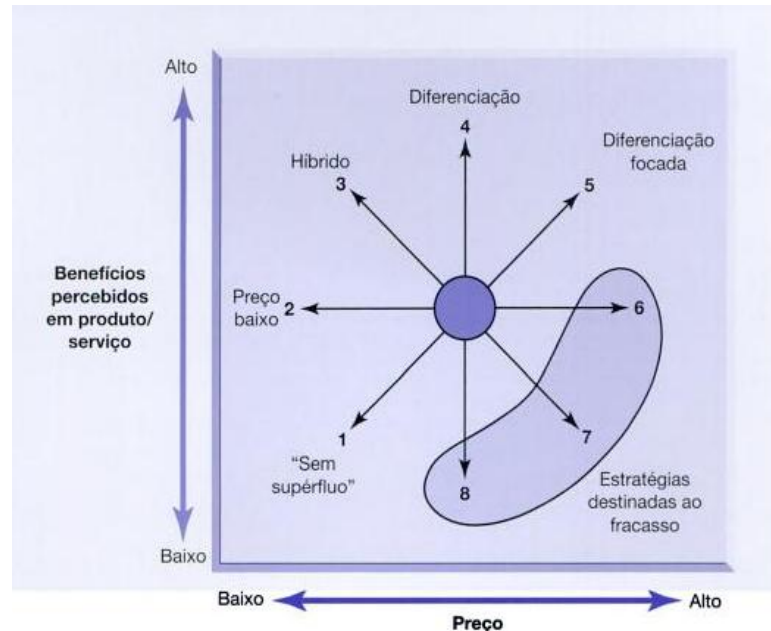 Alto
Diferenciação
4
Diferenciação
focada
Híbrido
3
5
Benefícios
percebidos
em produto/
serviço
Preço
baixo
2
6
1
"Sem
supérfluo"
7
8
Estratégias
destinadas ao
fracasso
Baixo
Baixo
Alto
Preço